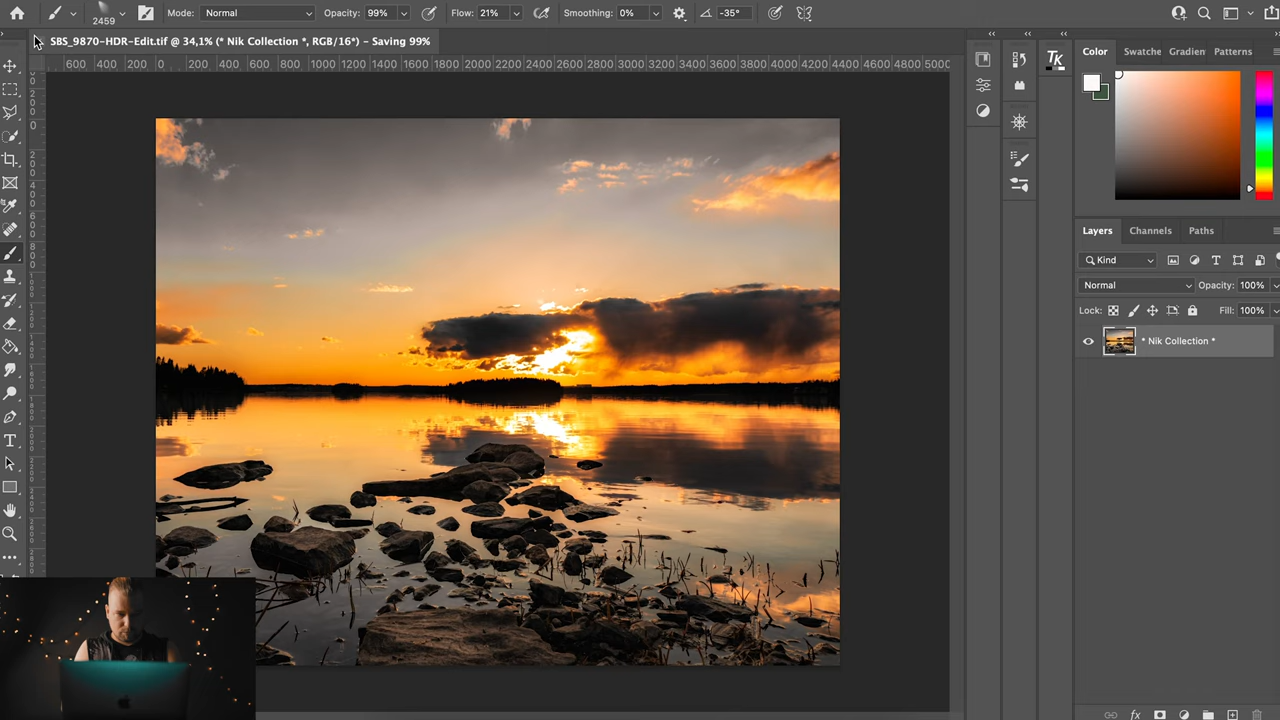 2459 Mode: Normal Opacity: 99% Flow: 21% Smoothing: 0% -35°
SBS_9870-HDR-Edit.tif @ 34,1% (* Nik Collection *, RGB/16*) – Saving 99%
600 400 200 0 200 400 600 800 1000 1200 1400 1600 1800 2000 2200 2400 2600 2800 3000 3200 3400 3600 3800 4000 4200 4400 4600 4800 5000
TK
Color Swatche Gradien Patterns
Layers Channels Paths
Kind
Normal Opacity: 100%
Lock: Fill: 100%
* Nik Collection *